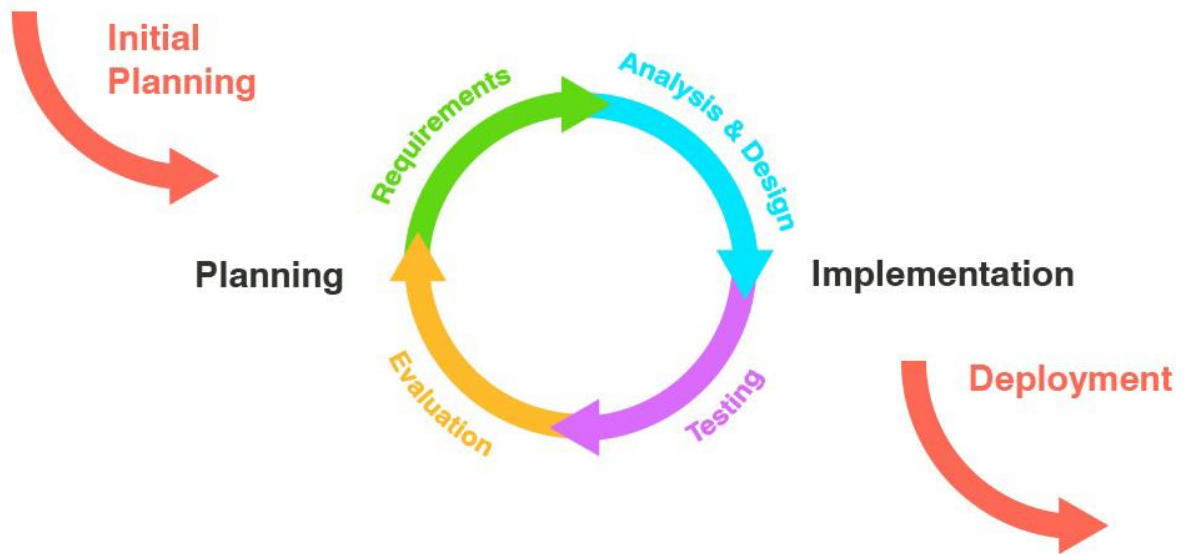 Initial
Planning
Requirements
Analysis & Design
Planning
Implementation
Evaluation
Testing
Deployment